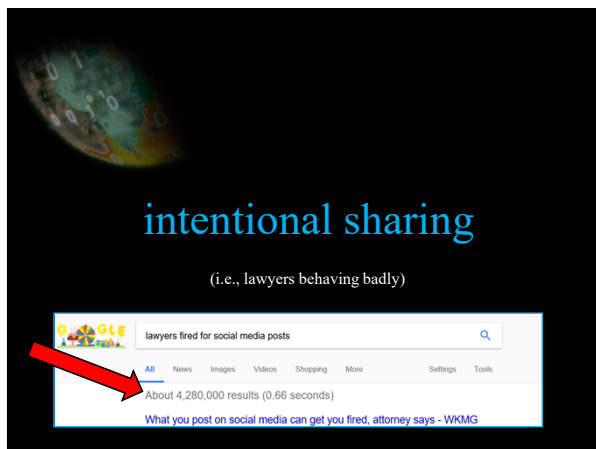 intentional sharing
(i.e., lawyers behaving badly)
GOOGLE
lawyers fired for social media posts
All News Images Videos Shopping More Settings Tools
About 4,280,000 results (0.66 seconds)
What you post on social media can get you fired, attorney says - WKMG